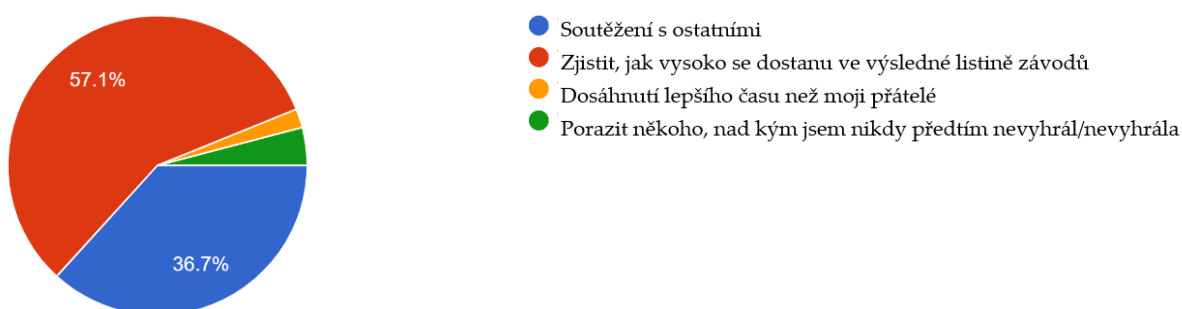 57.1%
36.7%
Soutěžení s ostatními
Zjistit, jak vysoko se dostanu ve výsledné listině závodů
Dosáhnutí lepšího času než moji přátelé
Porazit někoho, nad kým jsem nikdy předtím nevyhrál/nevyhrála